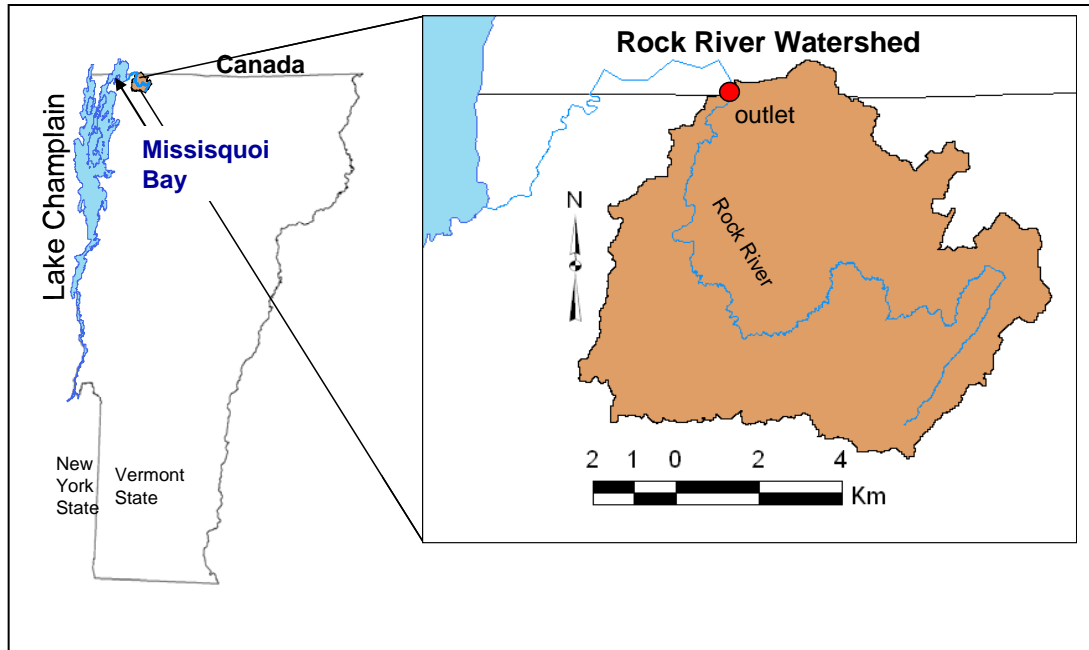 Canada
Missisquoi
Bay
Lake Champlain
New
York
State
Vermont
State
Rock River Watershed
outlet
Rock River
N
2 1 0 2 4
Km